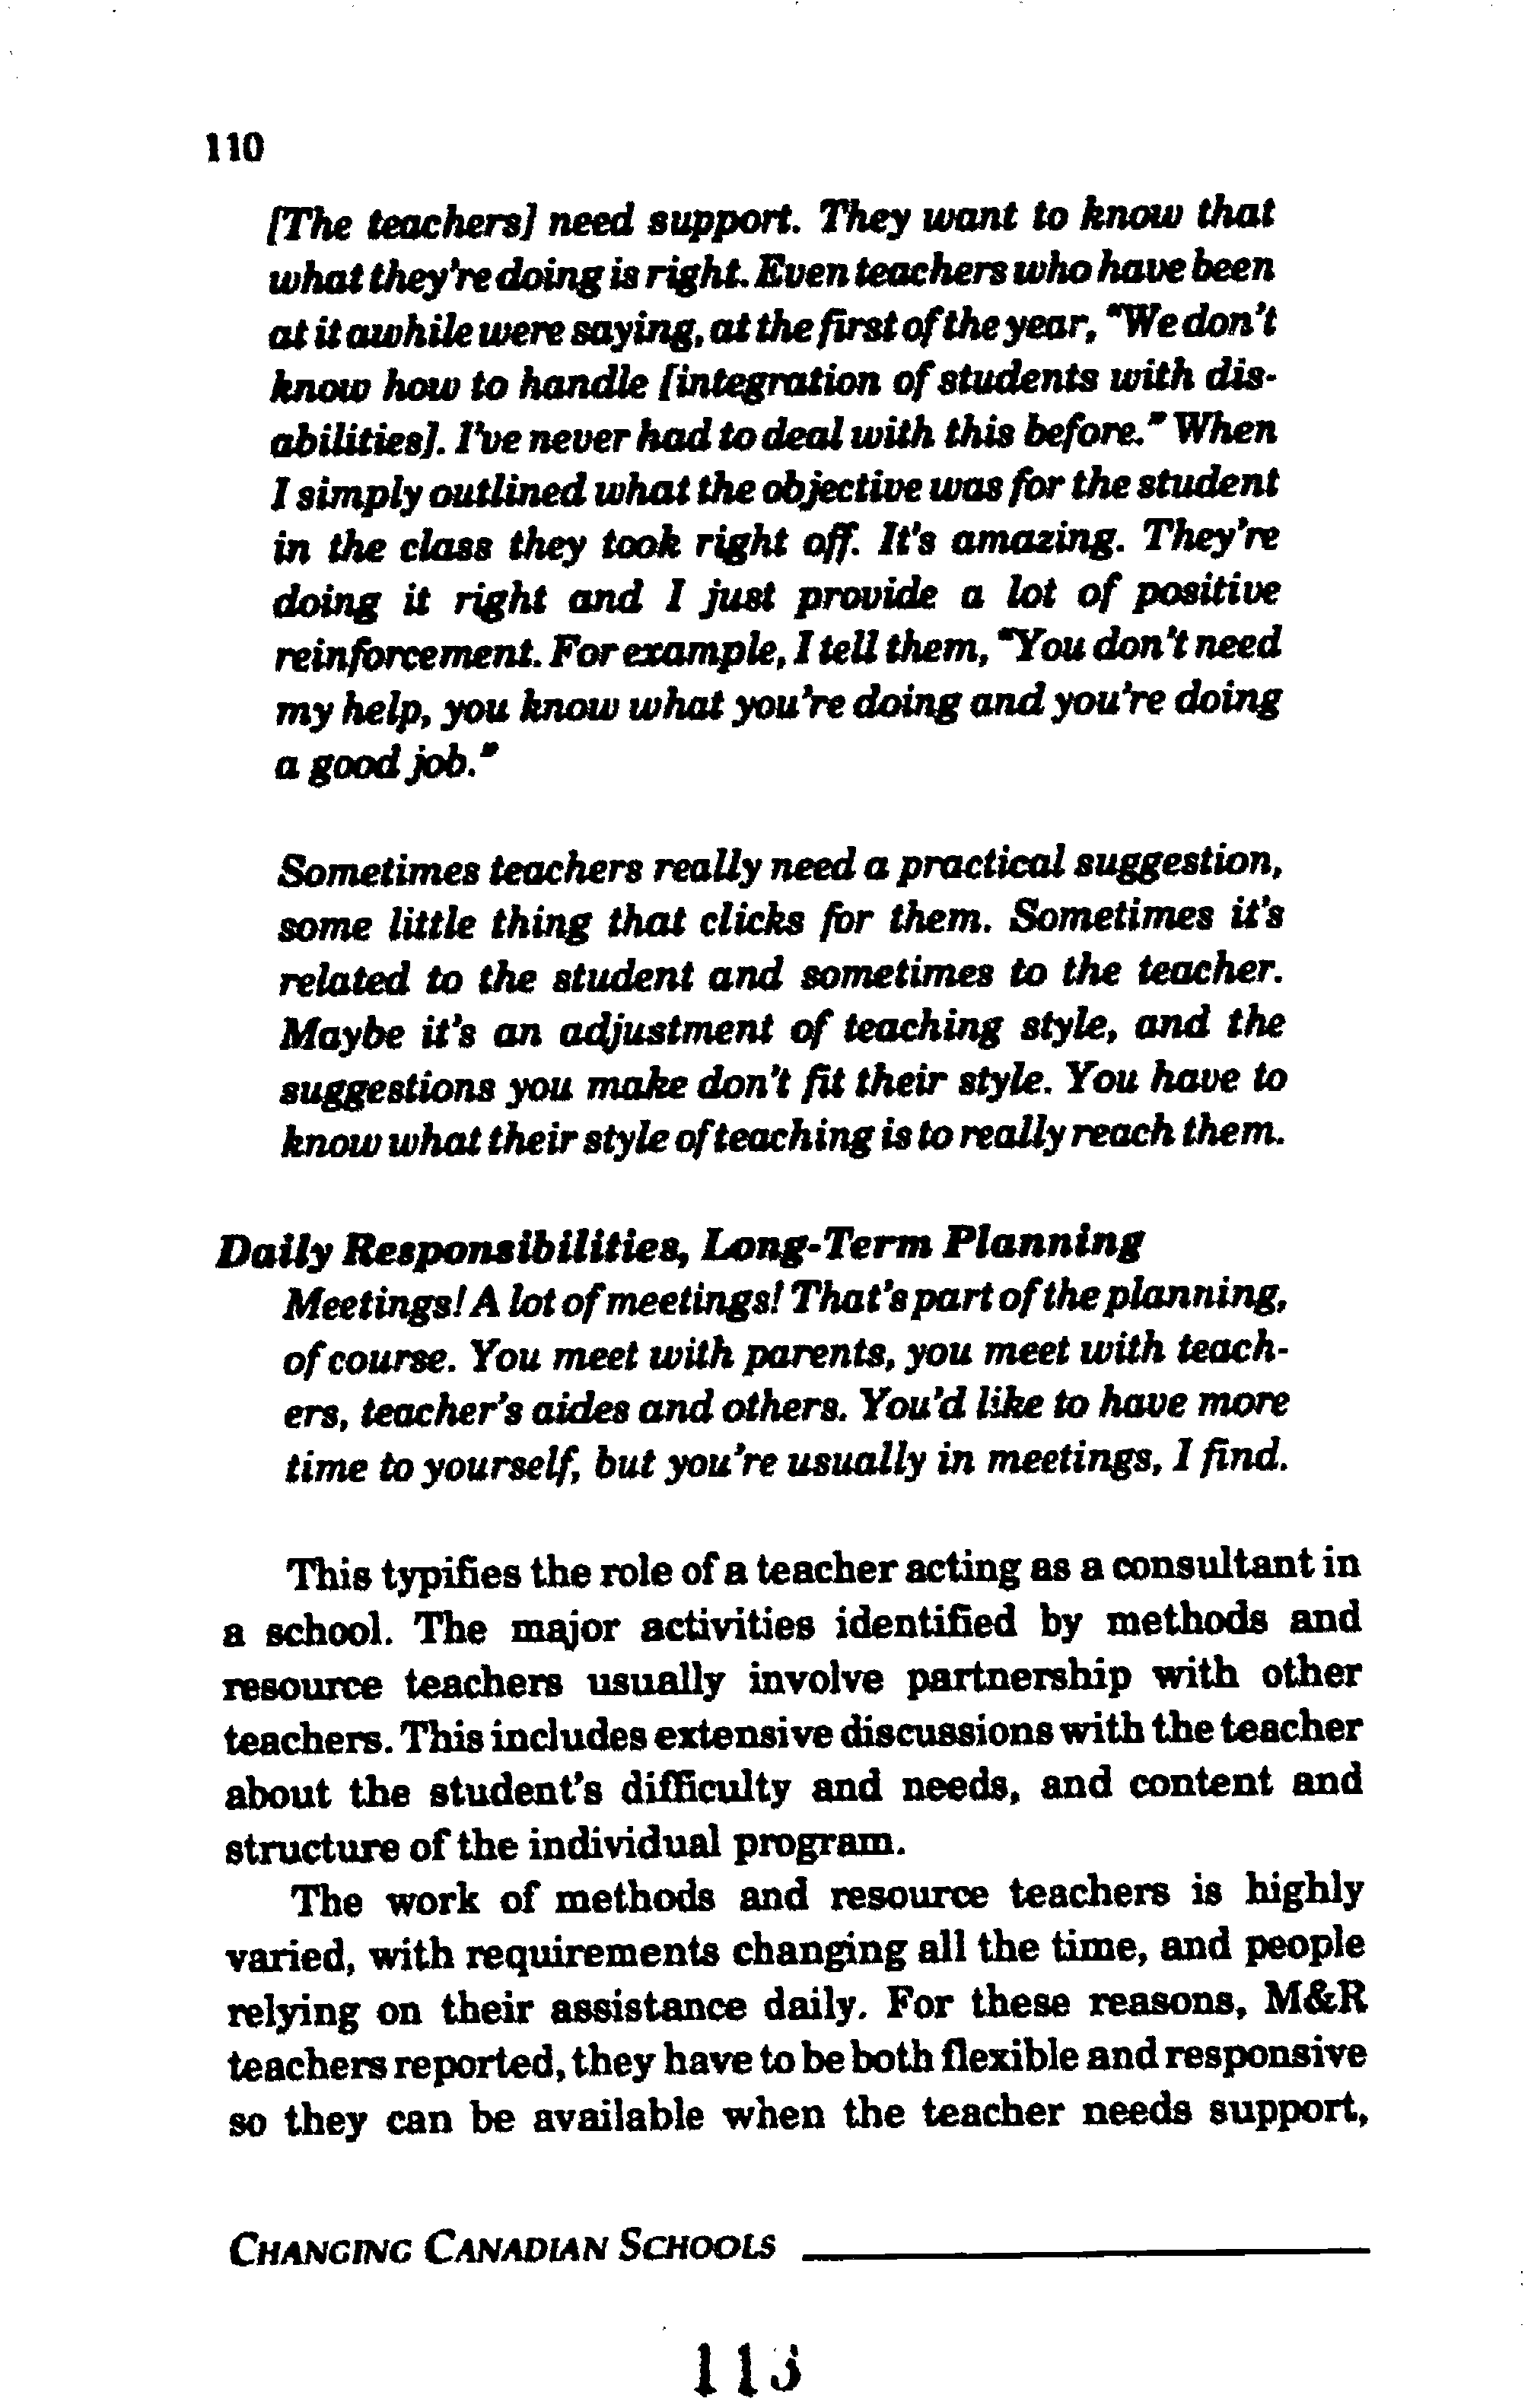 110
[The teachers] need support. They want to know that
what they're doing is right. Even teachers who have been
at it awhile were saying, at the first of the year, "We don't
know how to handle [integration of students with dis-
abilities]. I've never had to deal with this before." When
I simply outlined what the objective was for the student
in the class they took right off. It's amazing. They're
doing it right and I just provide a lot of positive
reinforcement. For example, I tell them, "You don't need
my help, you know what you're doing and you're doing
a good job."
Sometimes teachers really need a practical suggestion,
some little thing that clicks for them. Sometimes it's
related to the student and sometimes to the teacher.
Maybe it's an adjustment of teaching style, and the
suggestions you make don't fit their style. You have to
know what their style of teaching is to really reach them.
Daily Responsibilities, Long-Term Planning
Meetings! A lot of meetings! That's part of the planning,
of course. You meet with parents, you meet with teach-
ers, teacher's aides and others. You'd like to have more
time to yourself, but you're usually in meetings, I find.
This typifies the role of a teacher acting as a consultant in
a school. The major activities identified by methods and
resource teachers usually involve partnership with other
teachers. This includes extensive discussions with the teacher
about the student's difficulty and needs, and content and
structure of the individual program.
The work of methods and resource teachers is highly
varied, with requirements changing all the time, and people
relying on their assistance daily. For these reasons, M&R
teachers reported, they have to be both flexible and responsive
so they can be available when the teacher needs support,
CHANGING CANADIAN SCHOOLS
113